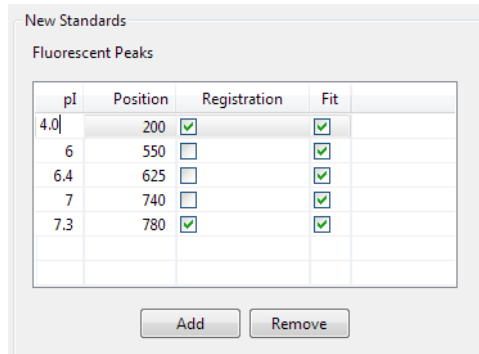 New Standards
Fluorescent Peaks
pI Position Registration Fit
4.0 200
6 550
6.4 625
7 740
7.3 780
Add Remove